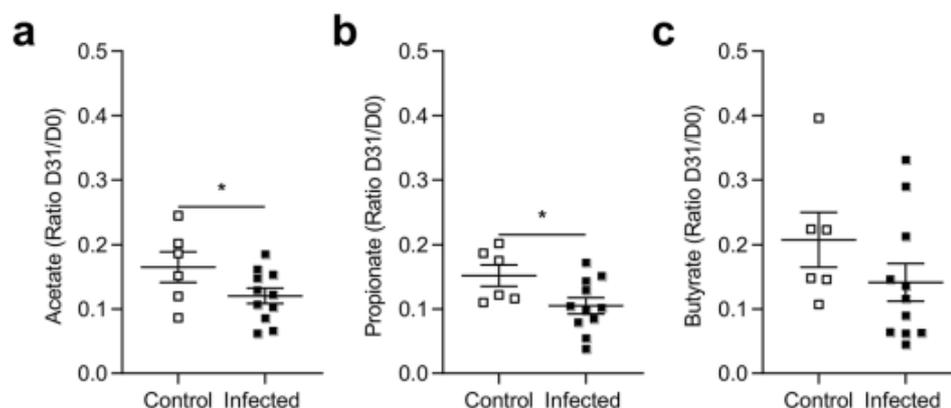 a b c
Acetate (Ratio D31/D0)
0.5
0.4
0.3
0.2
0.1
0.0
*
Control Infected
Propionate (Ratio D31/D0)
0.5
0.4
0.3
0.2
0.1
0.0
*
Control Infected
Butyrate (Ratio D31/D0)
0.5
0.4
0.3
0.2
0.1
0.0
Control Infected